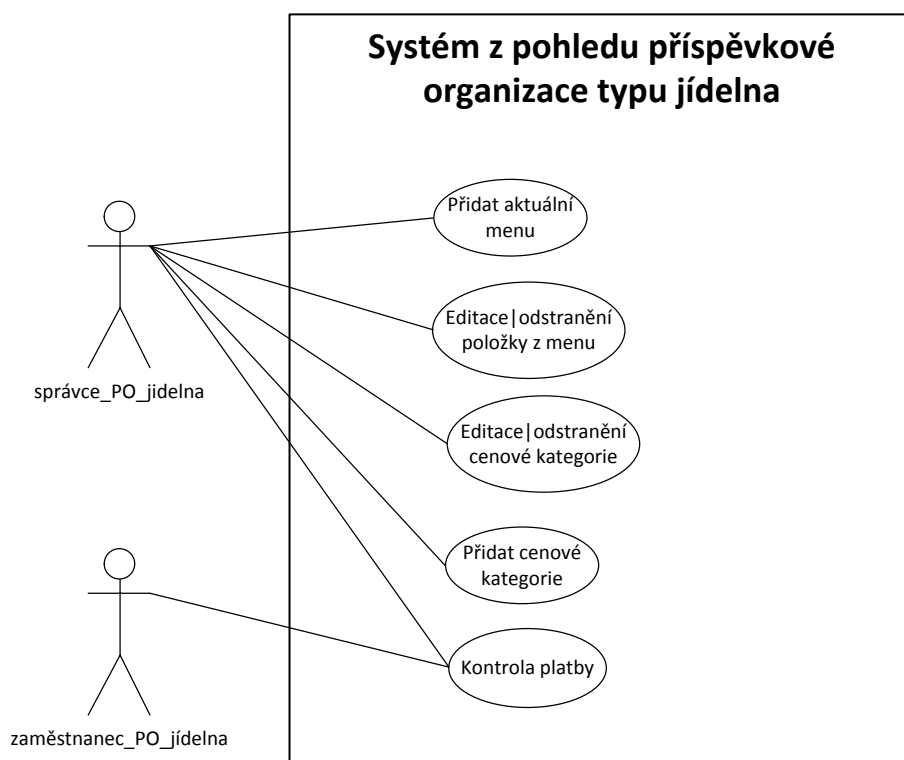 Systém z pohledu příspěvkové
organizace typu jídelna
Přidat aktuální
menu
Editace|odstranění
položky z menu
správce_PO_jidelna
Editace|odstranění
cenové kategorie
Přidat cenové
kategorie
Kontrola platby
zaměstnanec_PO_jídelna